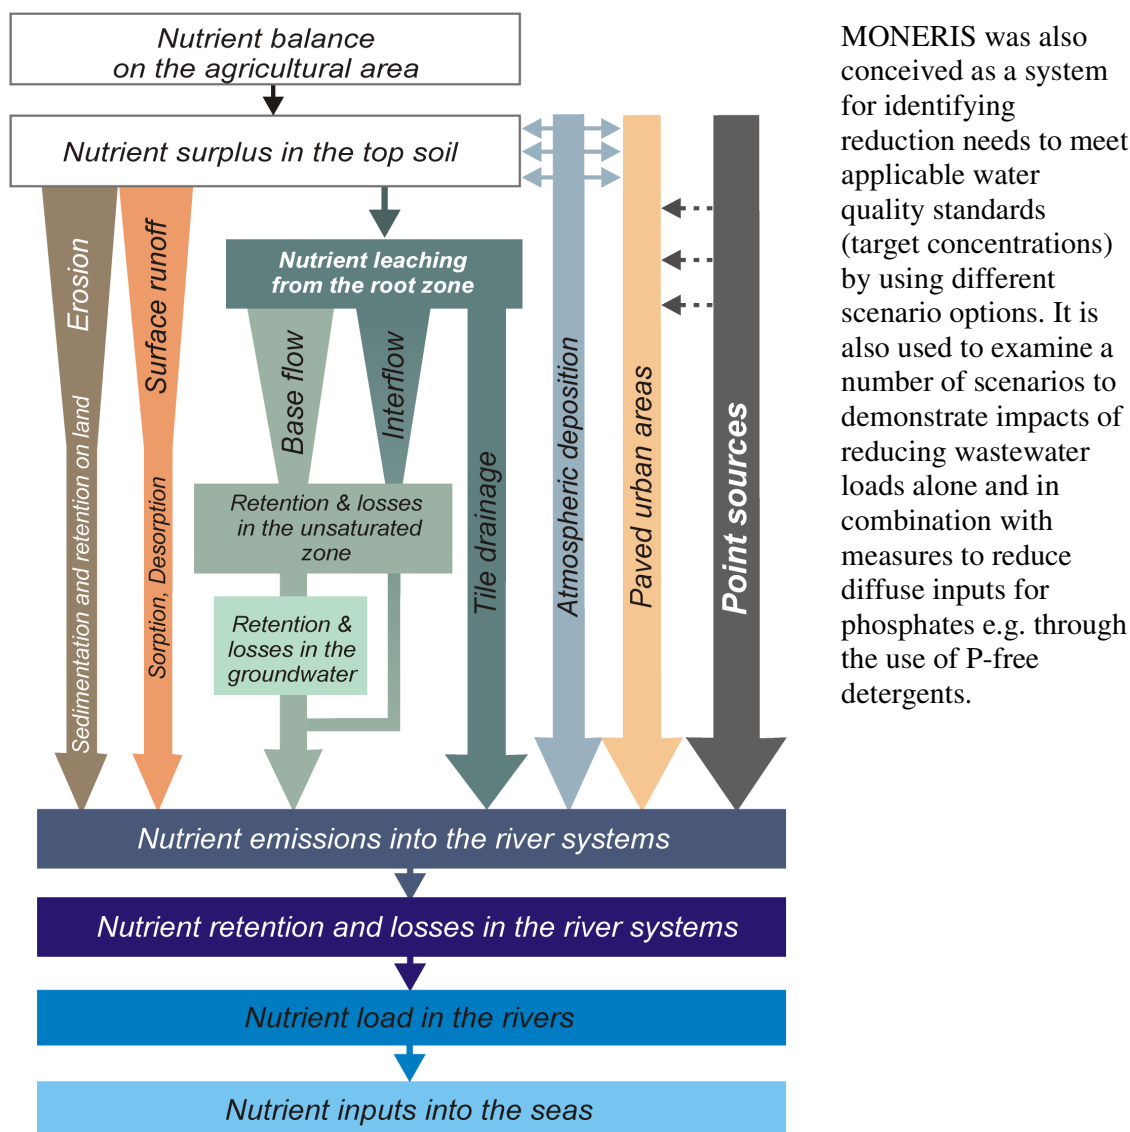 Nutrient balance
on the agricultural area
Nutrient surplus in the top soil
Erosion
Sedimentation and retention on land
Surface runoff
Sorption, Desorption
Nutrient leaching
from the root zone
Base flow
Interflow
Retention & losses
in the unsaturated
zone
Retention &
losses in the
groundwater
Tile drainage
Atmospheric deposition
Paved urban areas
Point sources
Nutrient emissions into the river systems
Nutrient retention and losses in the river systems
Nutrient load in the rivers
Nutrient inputs into the seas
MONERIS was also
conceived as a system
for identifying
reduction needs to meet
applicable water
quality standards
(target concentrations)
by using different
scenario options. It is
also used to examine a
number of scenarios to
demonstrate impacts of
reducing wastewater
loads alone and in
combination with
measures to reduce
diffuse inputs for
phosphates e.g. through
the use of P-free
detergents.